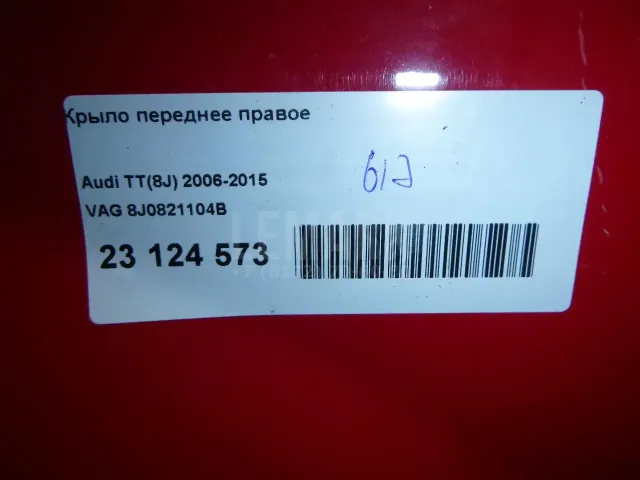 Крыло переднее правое
Audi TT(8J) 2006-2015
VAG 8J0821104B
23 124 573